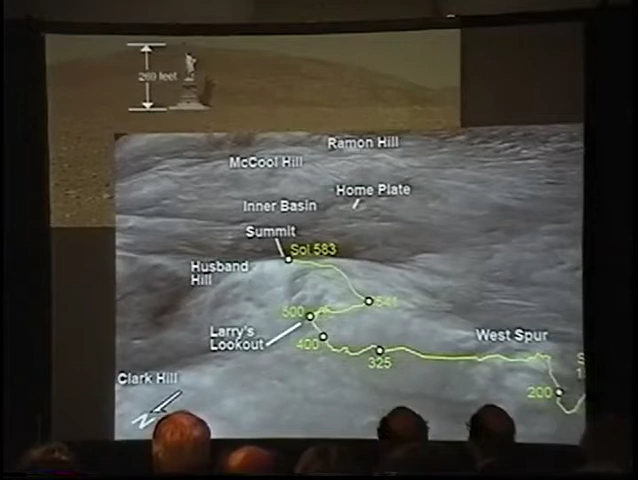 269 feet
Ramon Hill
McCool Hill
Home Plate
Inner Basin
Summit
Sol 583
Husband
Hill
541
500
Larry's
Lookout
West Spur
400
325
Clark Hill
200
N